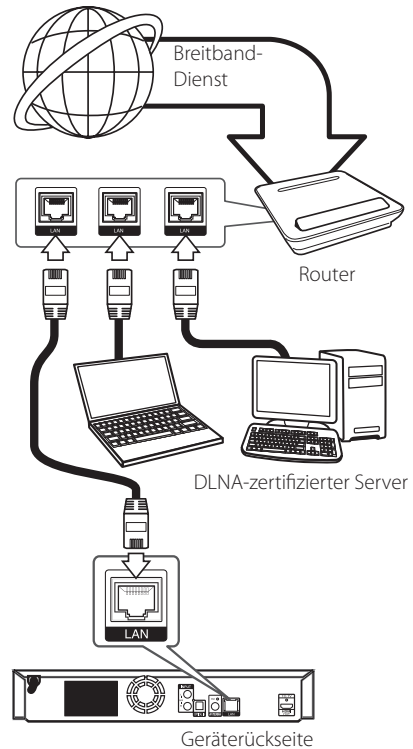 Breitband-
Dienst
LAN
LAN
LAN
Router
DLNA-zertifizierter Server
LAN
Geräterückseite